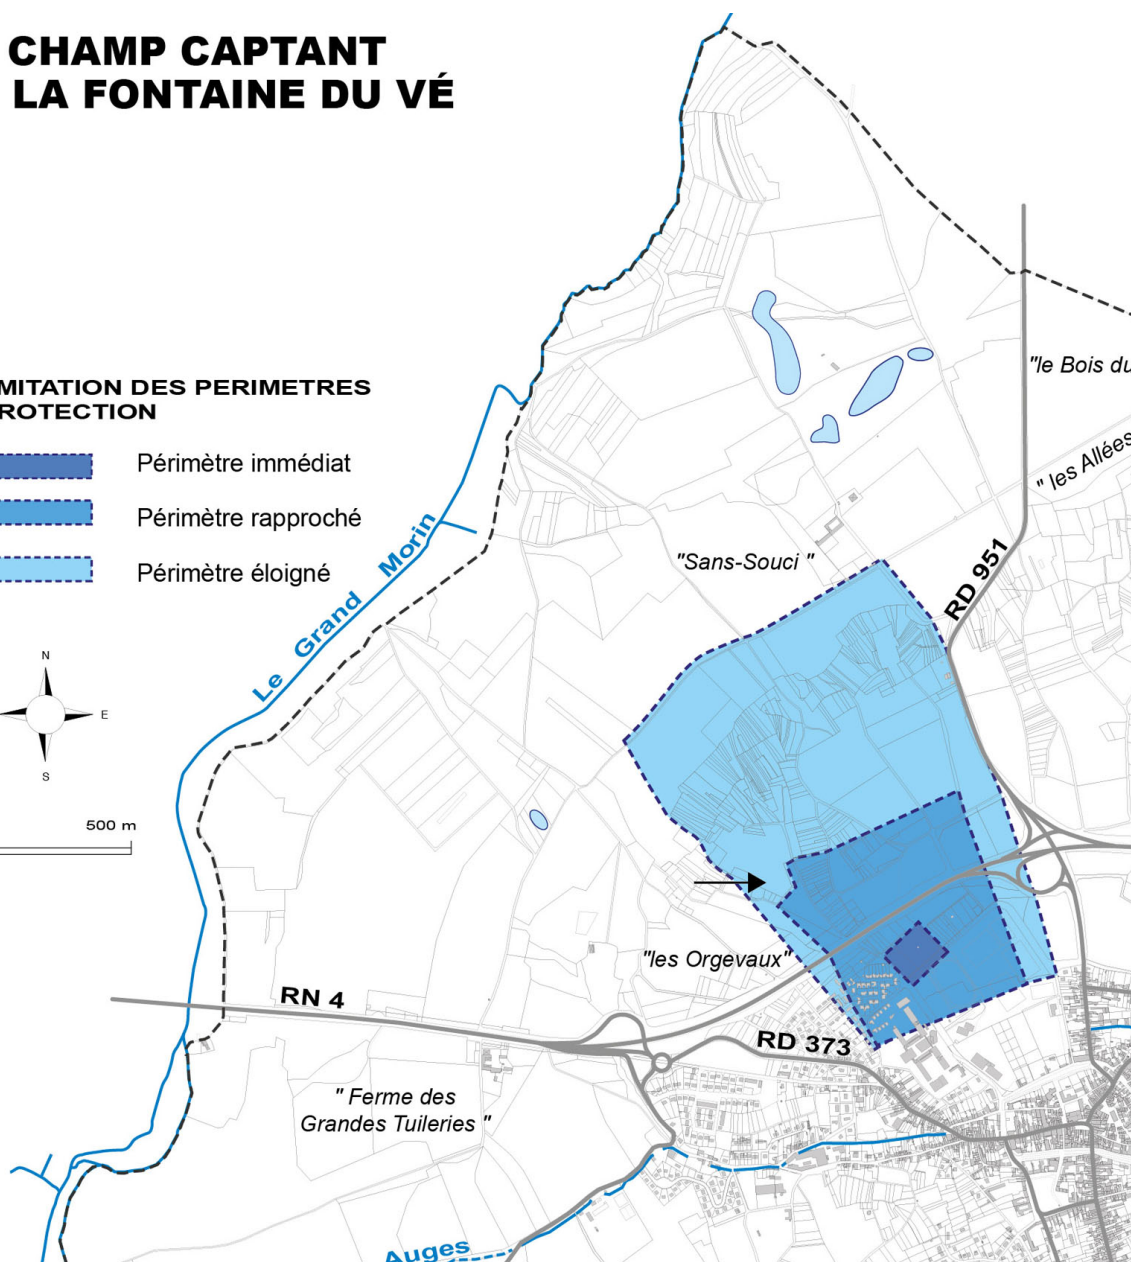 CHAMP CAPTANT
LA FONTAINE DU VÉ
MITATION DES PERIMETRES
ROTECTION
Périmètre immédiat
Périmètre rapproché
Périmètre éloigné
N
E
S
500 m
Le Grand Morin
"le Bois du
" les Allées
"Sans-Souci "
RD 951
"les Orgevaux"
RN 4
RD 373
" Ferme des
Grandes Tuileries "
Auges